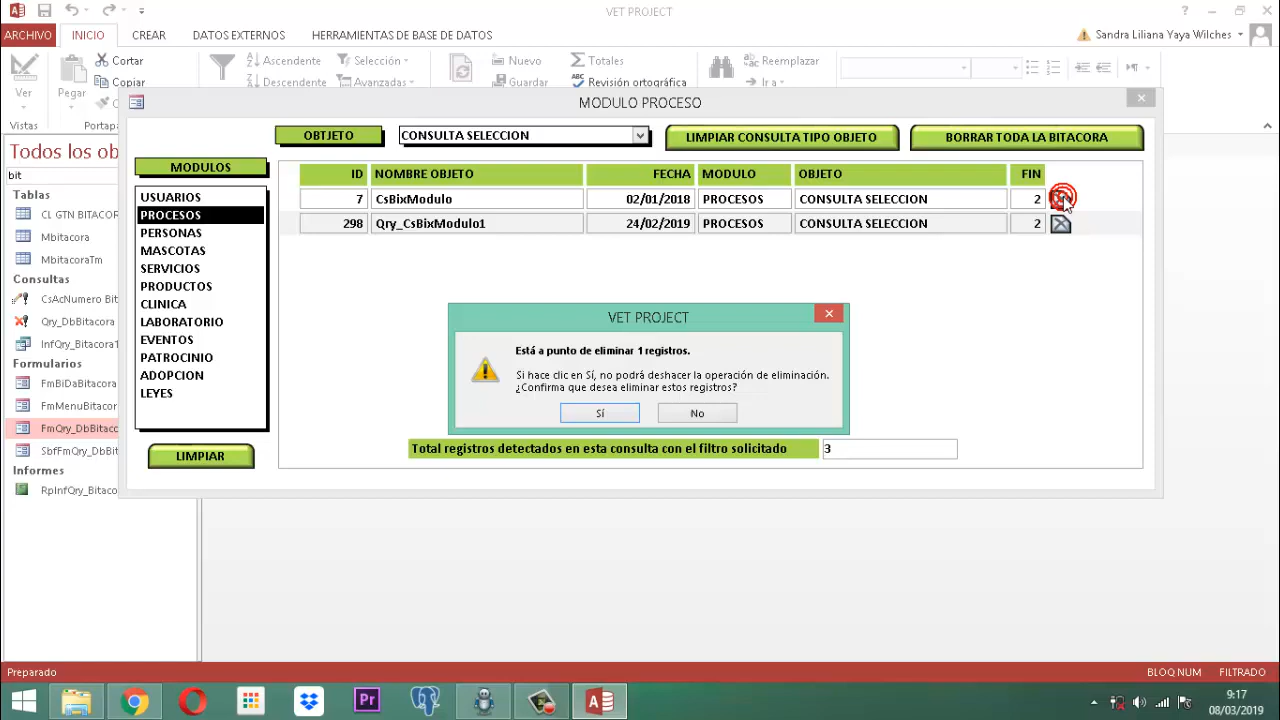 VET PROJECT
ARCHIVO INICIO CREAR DATOS EXTERNOS HERRAMIENTAS DE BASE DE DATOS Sandra Liliana Yaya Wilches
Cortar Ascendente Selección Nuevo Totales Reemplazar
Copiar Descendente Avanzadas Guardar Revisión ortográfica Ir a
Ver Pegar
Vistas Portapa
MODULO PROCESO
Todos los ob
bit
Tablas
CL GTN BITACO
Mbitacora
MbitacoraTm
Consultas
CsAcNumero Bit
Qry_DbBitacora
InfQry_Bitacora1
Formularios
FmBiDaBitacora
FmMenuBitacor
FmQry_DbBitaco
SbfFmQry_DbBit
Informes
RpInfQry_Bitaco
OBTJETO CONSULTA SELECCION LIMPIAR CONSULTA TIPO OBJETO BORRAR TODA LA BITACORA
MODULOS
USUARIOS
PROCESOS
PERSONAS
MASCOTAS
SERVICIOS
PRODUCTOS
CLINICA
LABORATORIO
EVENTOS
PATROCINIO
ADOPCION
LEYES
LIMPIAR
ID NOMBRE OBJETO FECHA MODULO OBJETO FIN
7 CsBixModulo 02/01/2018 PROCESOS CONSULTA SELECCION 2
298 Qry_CsBixModulo1 24/02/2019 PROCESOS CONSULTA SELECCION 2
VET PROJECT
Está a punto de eliminar 1 registros.
Si hace clic en Sí, no podrá deshacer la operación de eliminación.
¿Confirma que desea eliminar estos registros?
Sí No
Total registros detectados en esta consulta con el filtro solicitado 3
Preparado BLOQ NUM FILTRADO
Pr
9:17
08/03/2019